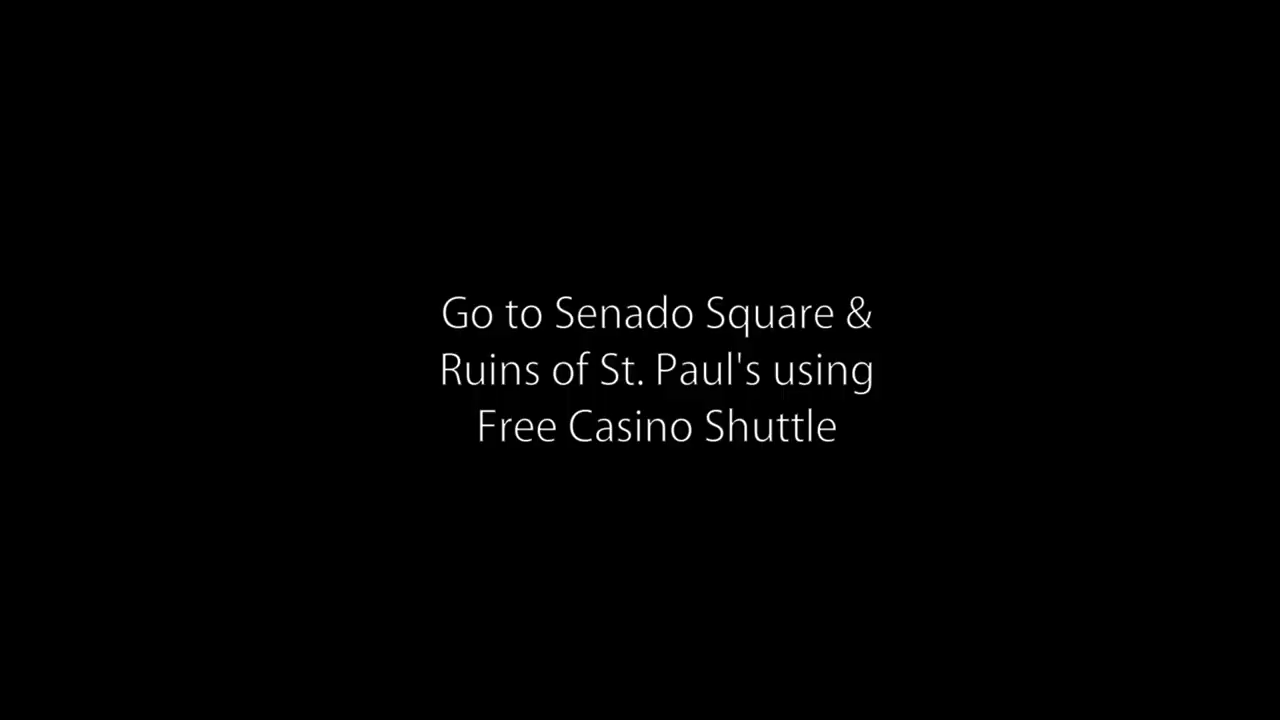 Go to Senado Square &
Ruins of St. Paul's using
Free Casino Shuttle